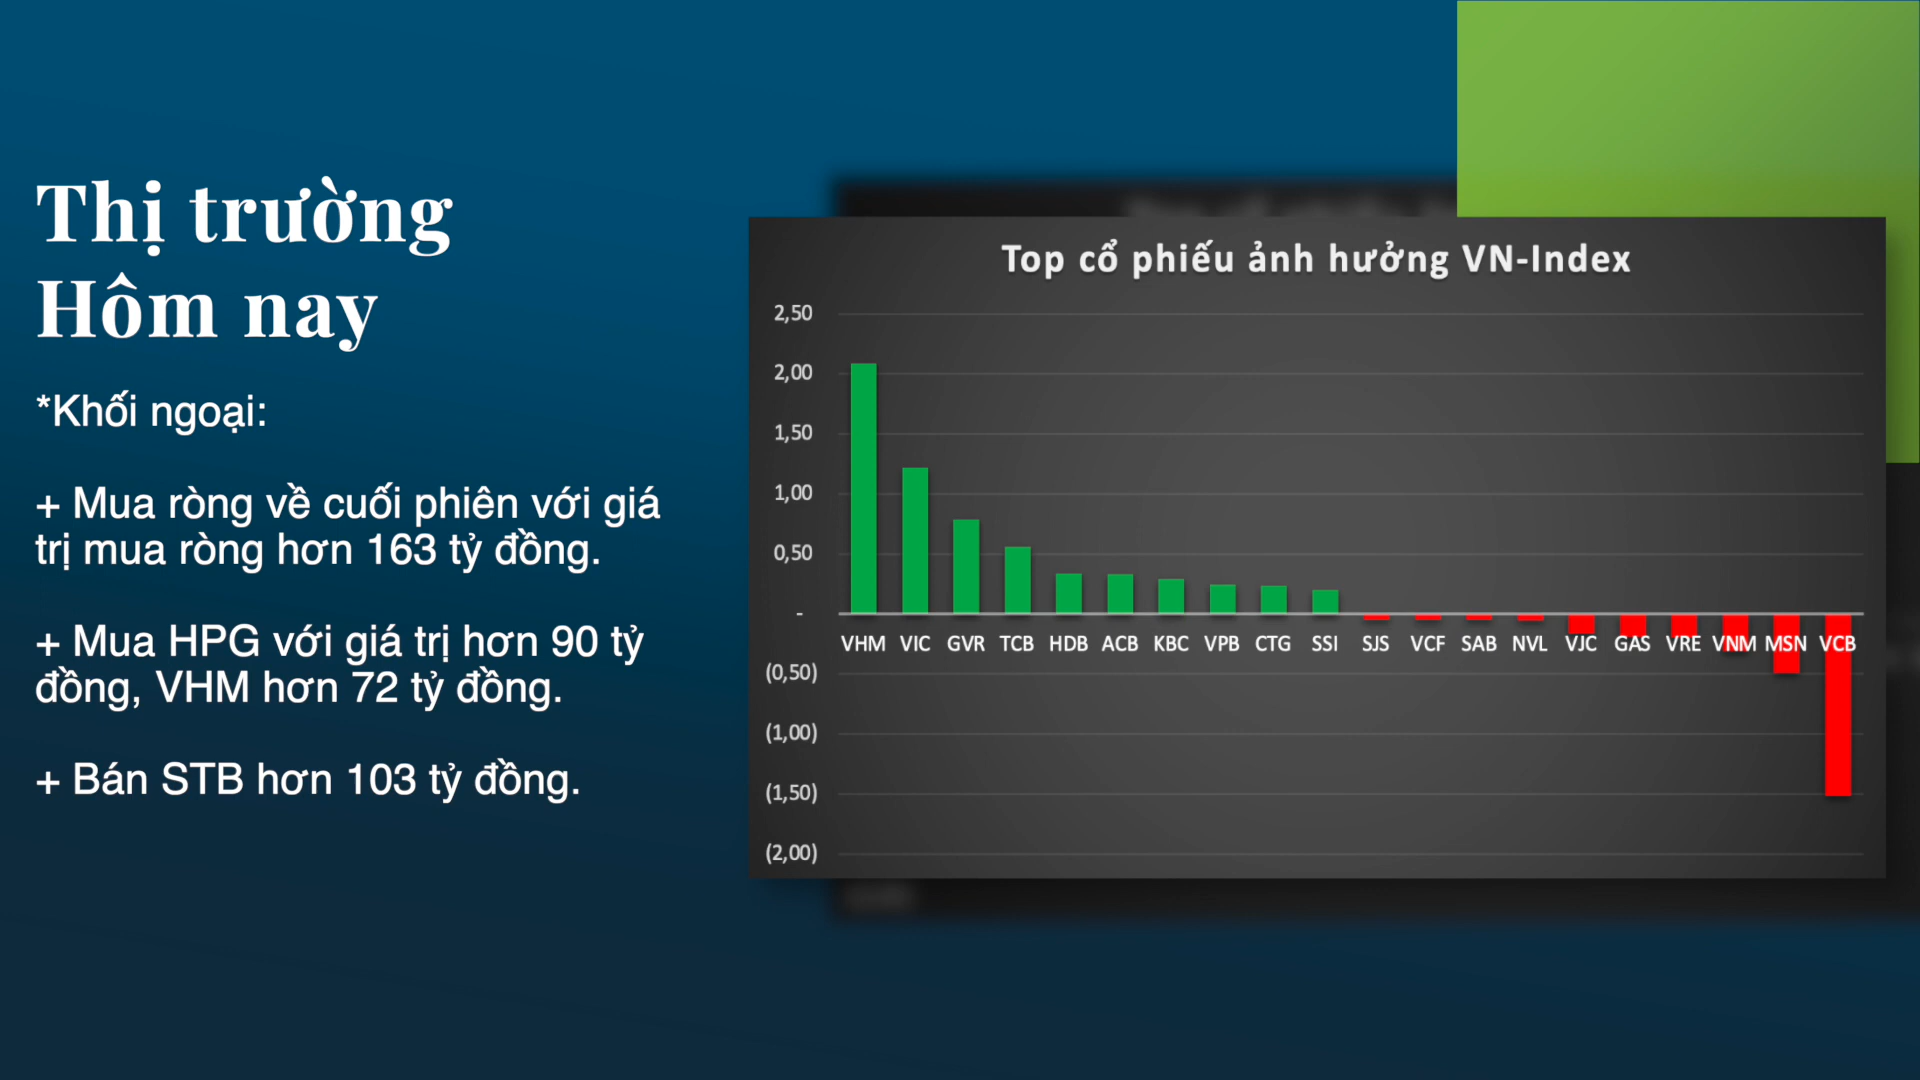 Thị trường
Hôm nay
*Khối ngoại:
+ Mua ròng về cuối phiên với giá
trị mua ròng hơn 163 tỷ đồng.
+ Mua HPG với giá trị hơn 90 tỷ
đồng, VHM hơn 72 tỷ đồng.
+ Bán STB hơn 103 tỷ đồng.
Top cổ phiếu ảnh hưởng VN-Index
2,50
2,00
1,50
1,00
0,50
-
VHM VIC GVR TCB HDB ACB KBC VPB CTG SSI SJS VCF SAB NVL VJC GAS VRE VNM MSN VCB
(0,50)
(1,00)
(1,50)
(2,00)